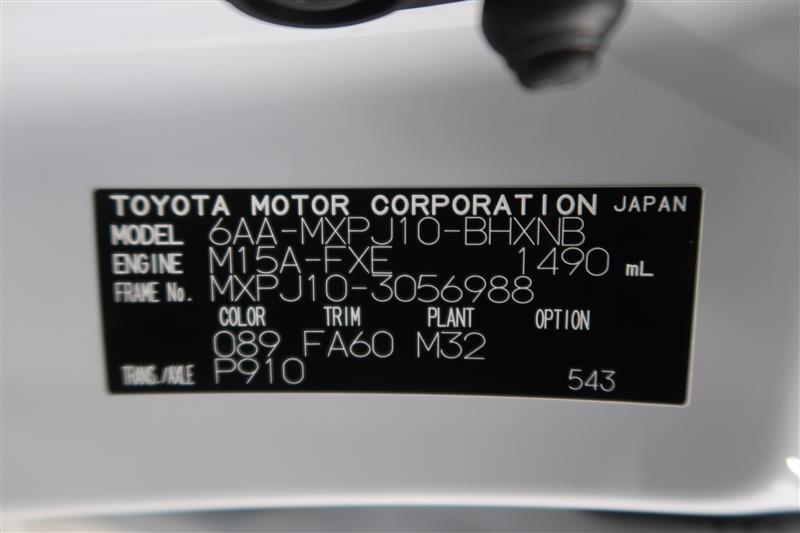 TOYOTA MOTOR CORPORATION JAPAN
MODEL 6AA-MXPJ10-BHXNB
ENGINE M15A-FXE 1490 mL
FRAME No. MXPJ10-3056988
COLOR TRIM PLANT OPTION
089 FA60 M32
TRANS./AXLE P910 543